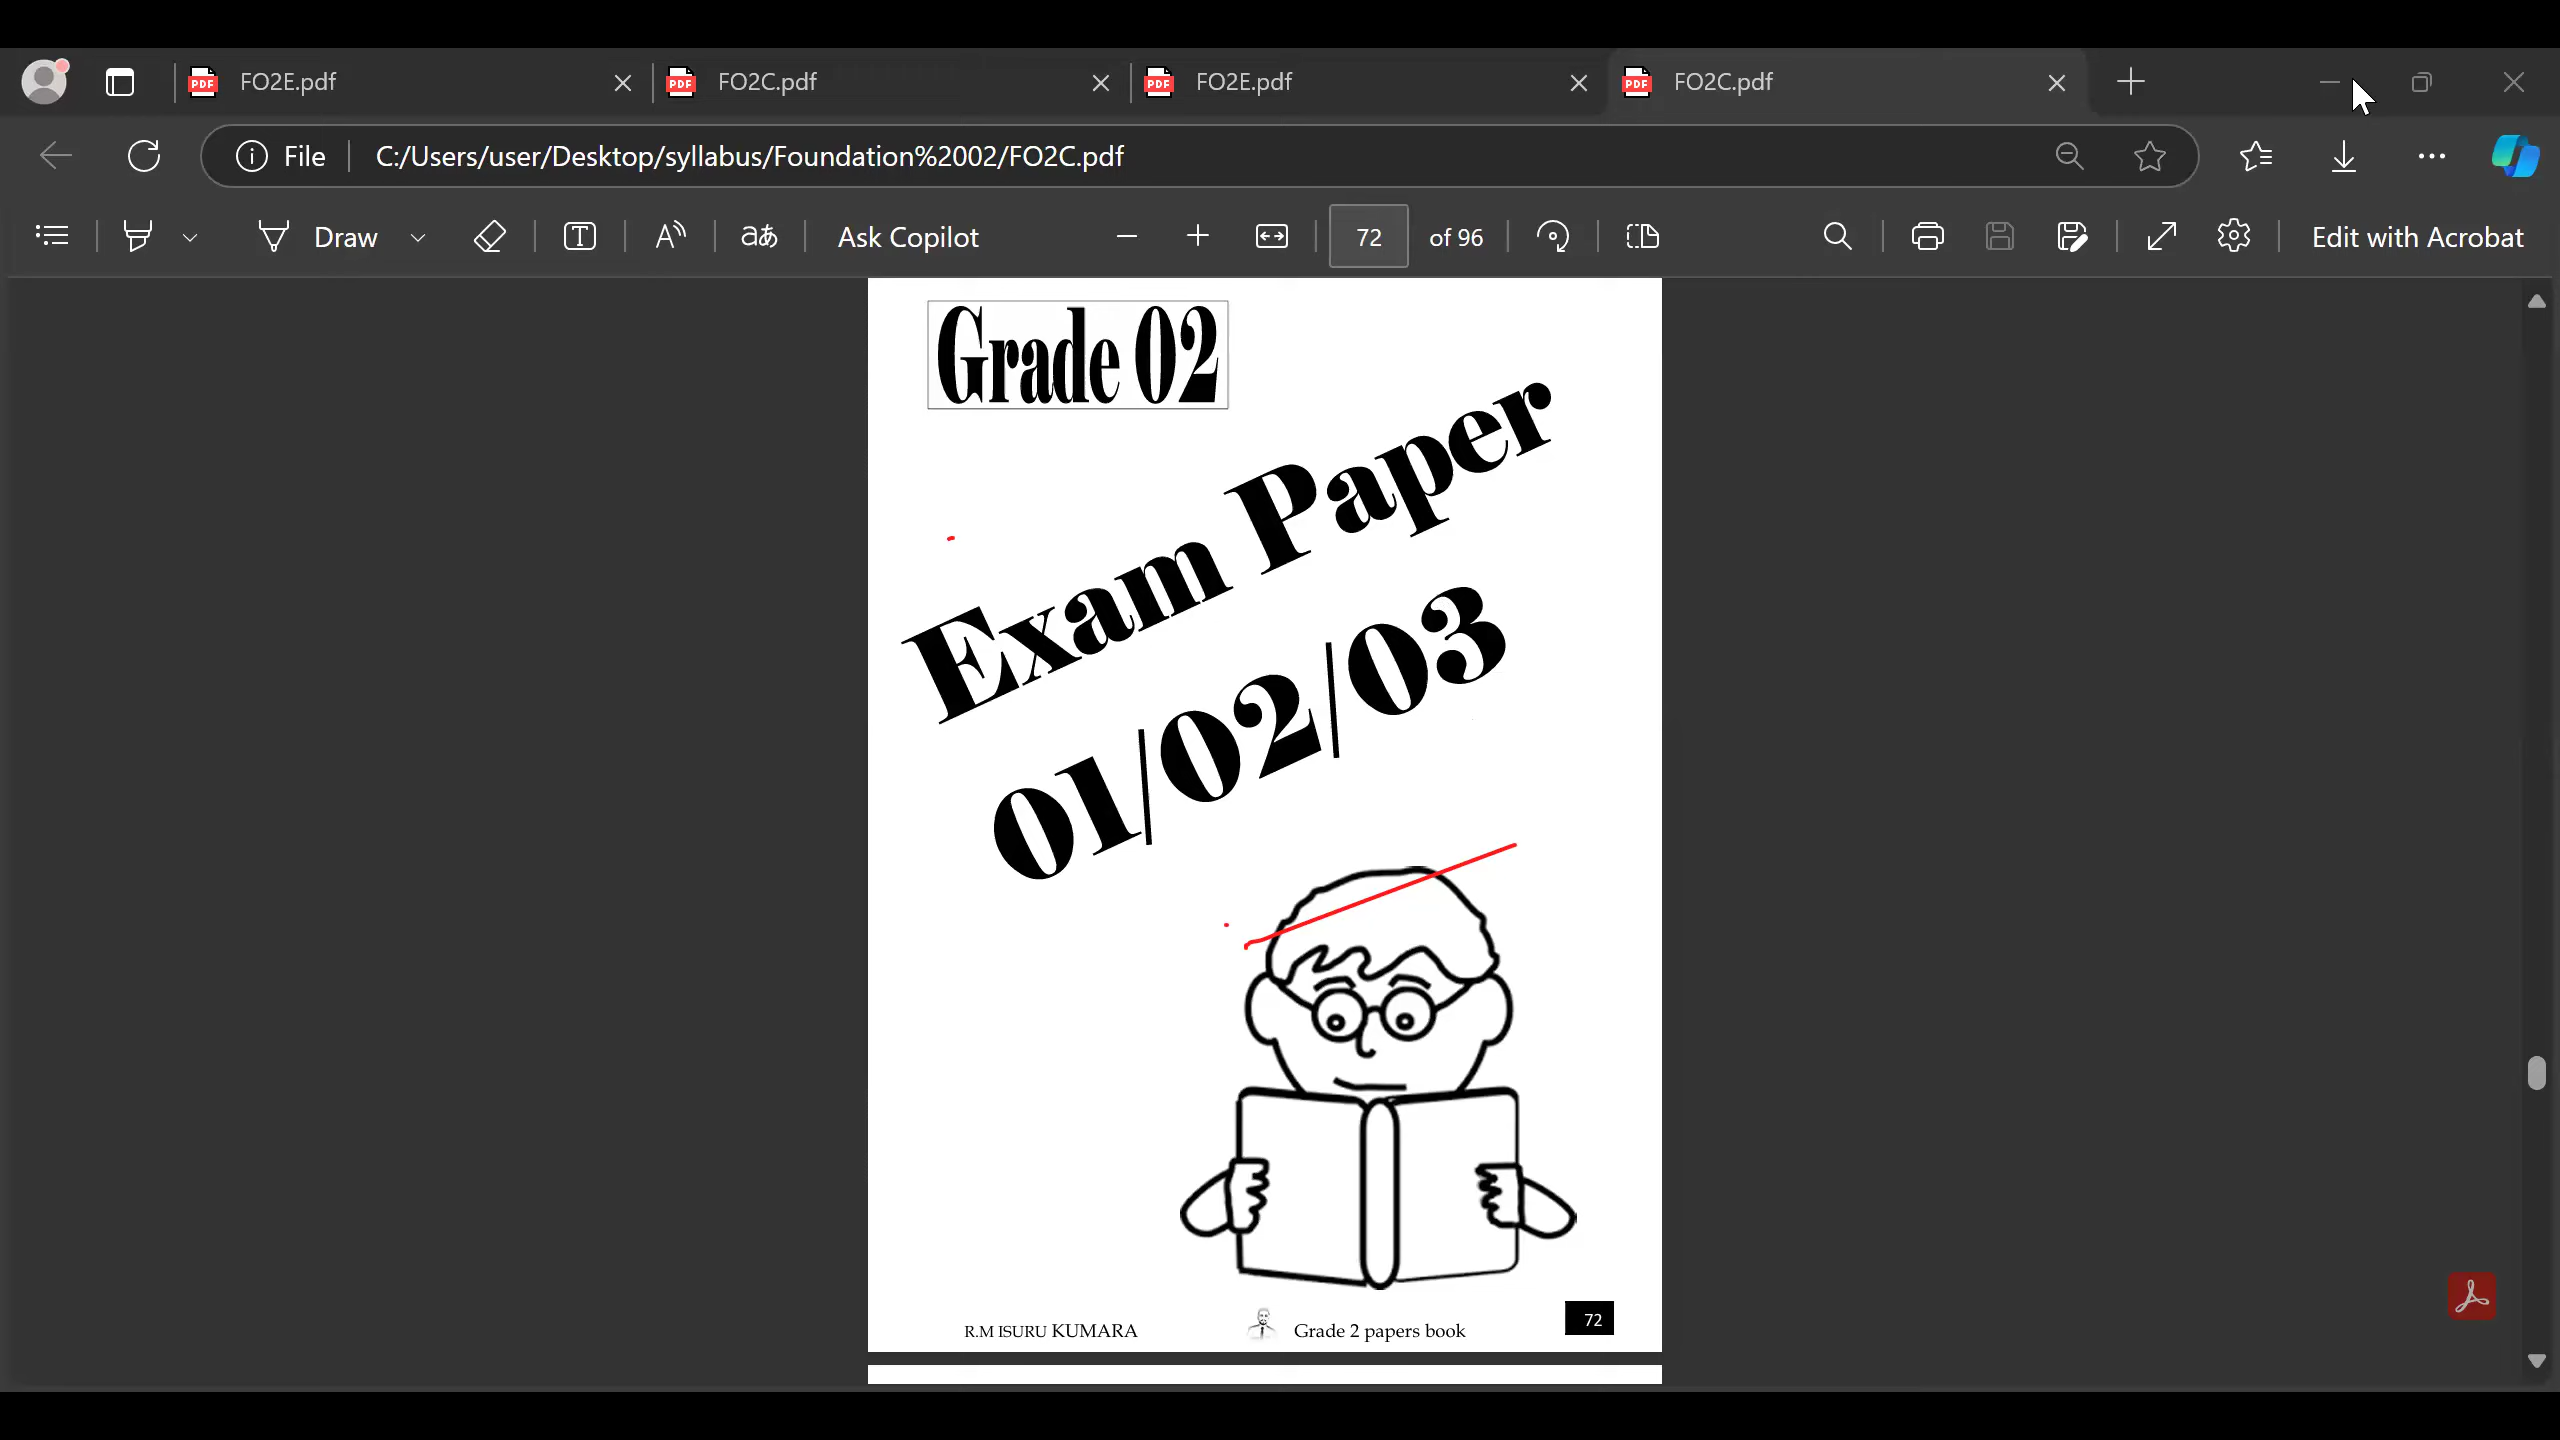 FO2E.pdf
FO2C.pdf
FO2E.pdf
FO2C.pdf
File
C:/Users/user/Desktop/syllabus/Foundation%2002/FO2C.pdf
Draw
aあ
Ask Copilot
72
of 96
Edit with Acrobat
Grade 02
Exam Paper
01/02/03
R.M ISURU KUMARA
Grade 2 papers book
72